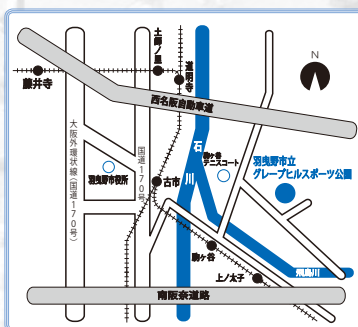 土師ノ里
道明寺
藤井寺
N
西名阪自動車道
大阪外環状線(国道170号)
国道170号
石川
駒ヶ谷
テニスコート
羽曳野市立
グレープヒルスポーツ公園
羽曳野市役所
古市
駒ヶ谷
飛鳥川
上ノ太子
南阪奈道路